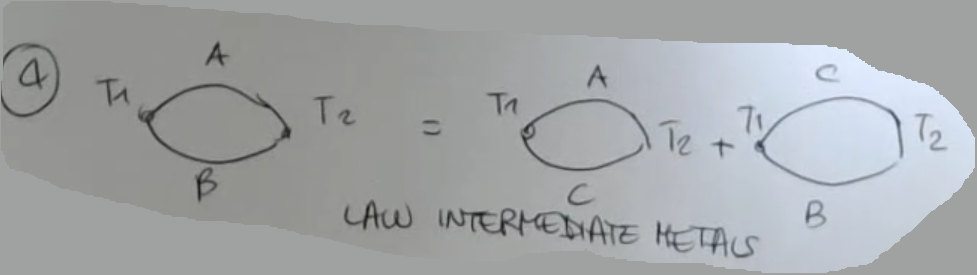 4
A A C
T1 T2 = T1 T2 + T1 T2
B C B
LAW INTERMEDIATE METALS